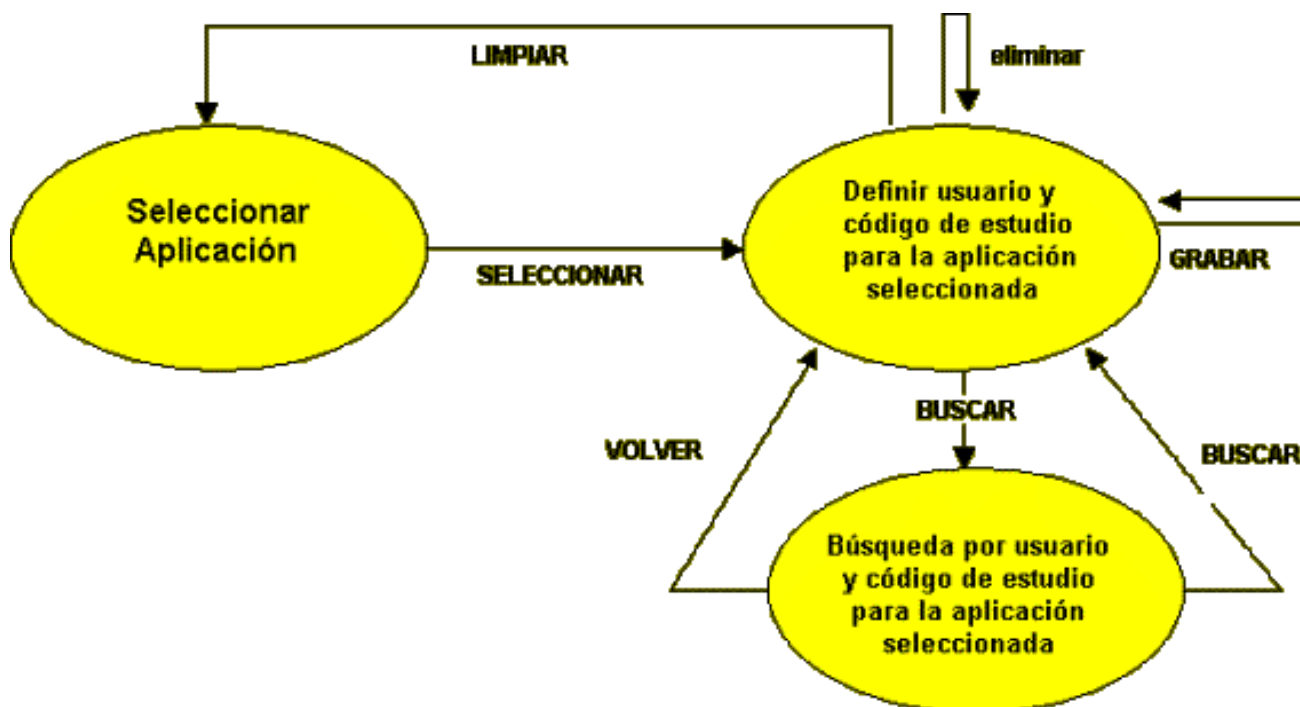 LIMPIAR
eliminar
Seleccionar
Aplicación
Definir usuario y
código de estudio
para la aplicación
seleccionada
SELECCIONAR
GRABAR
BUSCAR
VOLVER
BUSCAR
Búsqueda por usuario
y código de estudio
para la aplicación
seleccionada